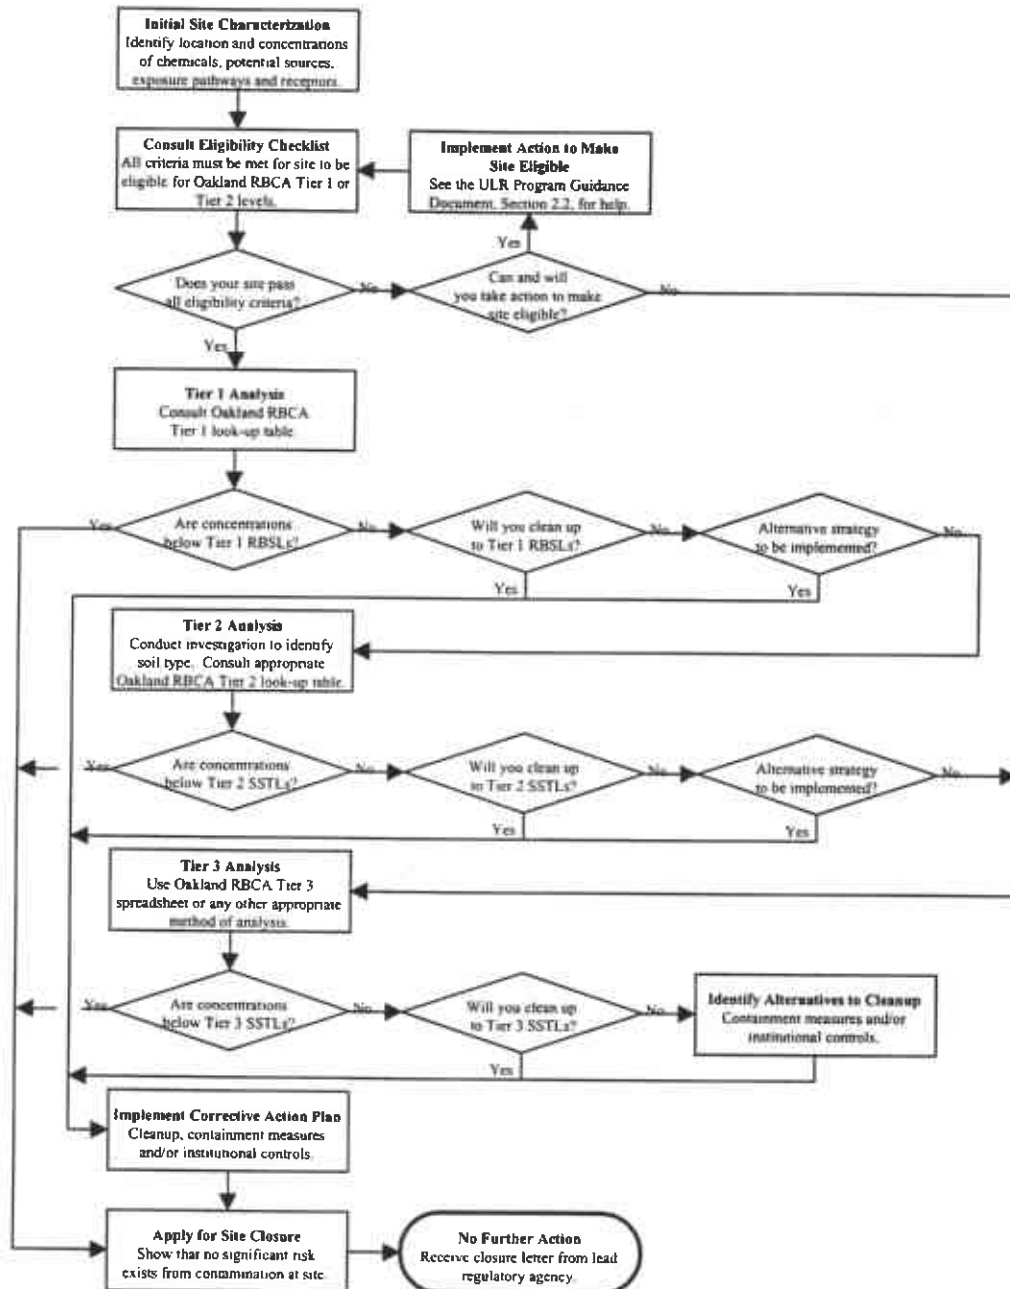 Initial Site Characterization
Identify location and concentrations
of chemicals, potential sources,
exposure pathways and receptors.
Consult Eligibility Checklist
All criteria must be met for site to be
eligible for Oakland RBCA Tier 1 or
Tier 2 levels.
Implement Action to Make
Site Eligible
See the ULR Program Guidance
Document, Section 2.2, for help.
Yes
Does your site pass
all eligibility criteria?
No
Can and will
you take action to make
site eligible?
No
Yes
Tier 1 Analysis
Consult Oakland RBCA
Tier 1 look-up table.
Yes
Are concentrations
below Tier 1 RBSLs?
No
Will you clean up
to Tier 1 RBSLs?
No
Alternative strategy
to be implemented?
No
Yes
Yes
Tier 2 Analysis
Conduct investigation to identify
soil type. Consult appropriate
Oakland RBCA Tier 2 look-up table.
Yes
Are concentrations
below Tier 2 SSTLs?
No
Will you clean up
to Tier 2 SSTLs?
No
Alternative strategy
to be implemented?
No
Yes
Yes
Tier 3 Analysis
Use Oakland RBCA Tier 3
spreadsheet or any other appropriate
method of analysis.
Yes
Are concentrations
below Tier 3 SSTLs?
No
Will you clean up
to Tier 3 SSTLs?
No
Identify Alternatives to Cleanup
Containment measures and/or
institutional controls.
Yes
Implement Corrective Action Plan
Cleanup, containment measures
and/or institutional controls.
Apply for Site Closure
Show that no significant risk
exists from contamination at site.
No Further Action
Receive closure letter from lead
regulatory agency.